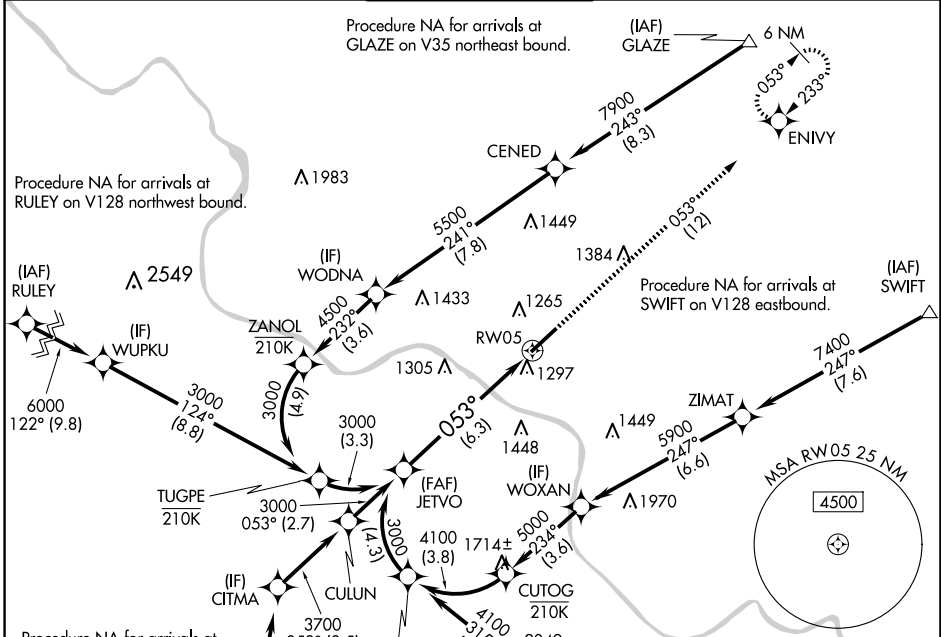 Procedure NA for arrivals at
GLAZE on V35 northeast bound.
(IAF)
GLAZE
6 NM
053°
233°
ENIVY
7900
243°
(8.3)
CENED
1983
Procedure NA for arrivals at
RULEY on V128 northwest bound.
5500
241°
(7.8)
1449
053°
(12)
1384
(IF)
WODNA
(IAF)
RULEY
2549
1433
1265
Procedure NA for arrivals at
SWIFT on V128 eastbound.
(IAF)
SWIFT
4500
232°
(3.6)
ZANOL
210K
(IF)
WUPKU
RW05
1305
1297
7400
247°
(7.6)
6000
122° (9.8)
3000
124°
(8.8)
3000
(4.9)
053°
(6.3)
ZIMAT
3000
(3.3)
1448
1449
5900
247°
(6.6)
MSA RW05 25 NM
4500
TUGPE
210K
(FAF)
JETVO
(IF)
WOXAN
1970
3000
053° (2.7)
3000
(4.3)
4100
(3.8)
1714±
5000
234°
(3.6)
(IF)
CITMA
CULUN
CUTOG
210K
3700
4100